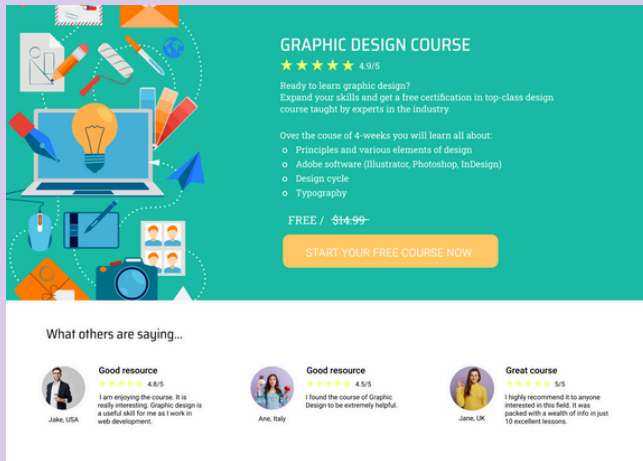 GRAPHIC DESIGN COURSE
4.9/5
Ready to learn graphic design?
Expand your skills and get a free certification in top-class design
course taught by experts in the industry.
Over the couse of 4-weeks you will learn all about:
Principles and various elements of design
Adobe software (Illustrator, Photoshop, InDesign)
Design cycle
Typography
FREE / $14.99
START YOUR FREE COURSE NOW
What others are saying...
Good resource
4.8/5
I am enjoying the course. It is
really interesting. Graphic design is
a useful skill for me as I work in
web development.
Jake, USA
Good resource
4.5/5
I found the course of Graphic
Design to be extremely helpful.
Ane, Italy
Great course
5/5
I highly recommend it to anyone
interested in this field. It was
packed with a wealth of info in just
10 excellent lessons.
Jane, UK